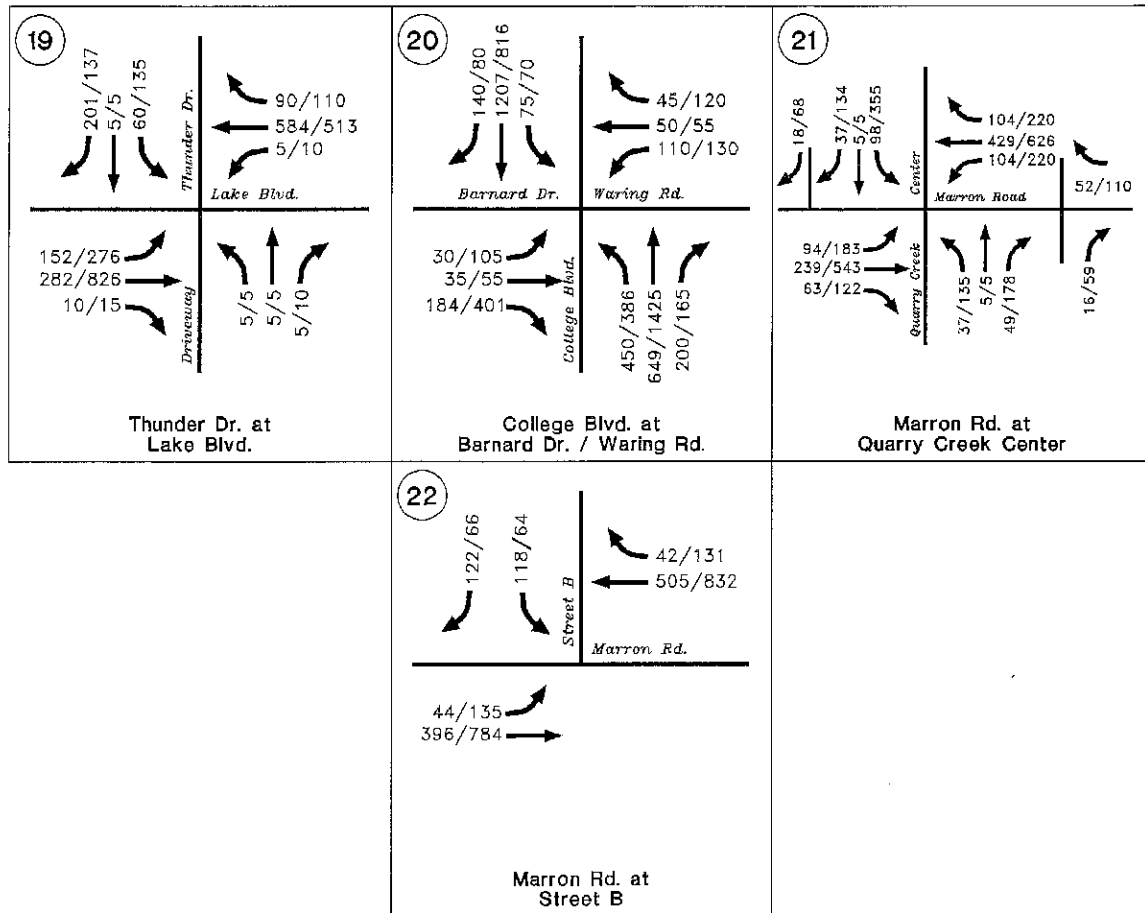 19
201/137
5/5
60/135
Thunder Dr.
90/110
584/513
5/10
Lake Blvd.
152/276
282/826
10/15
Driveway
5/5
5/5
5/10
Thunder Dr. at
Lake Blvd.
20
140/80
1207/816
75/70
45/120
50/55
110/130
Barnard Dr.
Waring Rd.
30/105
35/55
184/401
College Blvd.
450/386
649/1425
200/165
College Blvd. at
Barnard Dr. / Waring Rd.
21
18/68
37/134
5/5
98/355
Center
104/220
429/626
104/220
52/110
Marron Road
94/183
239/543
63/122
Quarry Creek
37/135
5/5
49/178
16/59
Marron Rd. at
Quarry Creek Center
22
122/66
118/64
Street B
42/131
505/832
Marron Rd.
44/135
396/784
Marron Rd. at
Street B